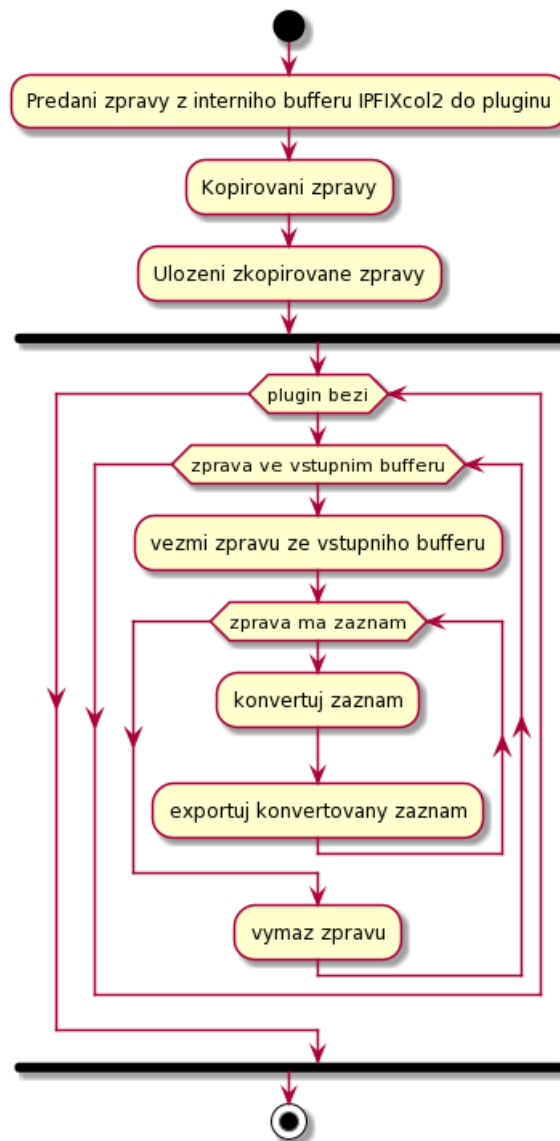 Predani zpravy z interniho bufferu IPFIXcol2 do pluginu
Kopirovani zpravy
Ulozeni zkopirovane zpravy
plugin bezi
zprava ve vstupnim bufferu
vezmi zpravu ze vstupniho bufferu
zprava ma zaznam
konvertuj zaznam
exportuj konvertovany zaznam
vymaz zpravu